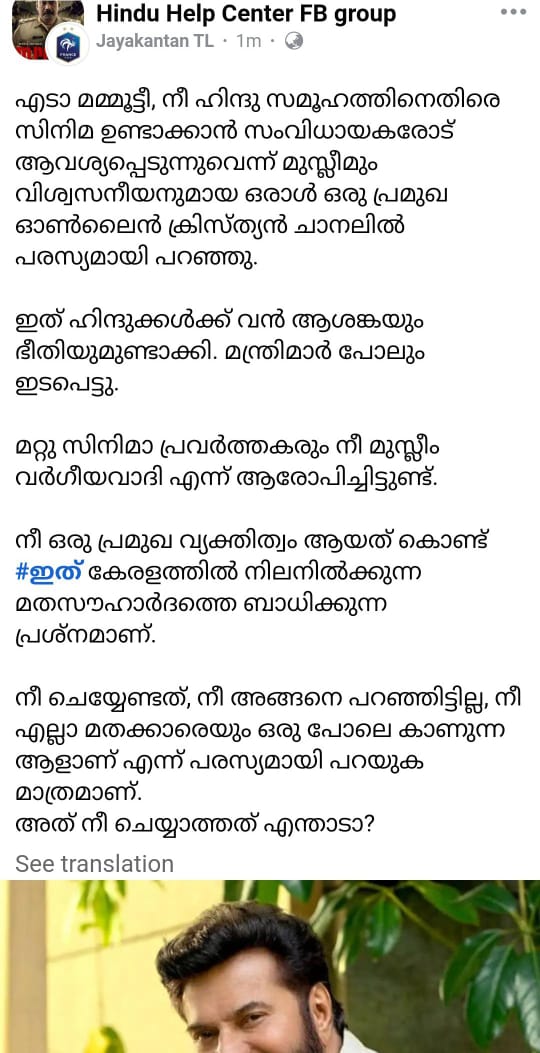 Hindu Help Center FB group
Jayakantan TL · 1m ·
എടാ മമ്മൂട്ടീ, നീ ഹിന്ദു സമൂഹത്തിനെതിരെ
സിനിമ ഉണ്ടാക്കാൻ സംവിധായകരോട്
ആവശ്യപ്പെടുന്നുവെന്ന് മുസ്ലീമും
വിശ്വസനീയനുമായ ഒരാൾ ഒരു പ്രമുഖ
ഓൺലൈൻ ക്രിസ്ത്യൻ ചാനലിൽ
പരസ്യമായി പറഞ്ഞു.
ഇത് ഹിന്ദുക്കൾക്ക് വൻ ആശങ്കയും
ഭീതിയുമുണ്ടാക്കി. മന്ത്രിമാർ പോലും
ഇടപെട്ടു.
മറ്റു സിനിമാ പ്രവർത്തകരും നീ മുസ്ലീം
വർഗീയവാദി എന്ന് ആരോപിച്ചിട്ടുണ്ട്.
നീ ഒരു പ്രമുഖ വ്യക്തിത്വം ആയത് കൊണ്ട്
#ഇത് കേരളത്തിൽ നിലനിൽക്കുന്ന
മതസൗഹാർദത്തെ ബാധിക്കുന്ന
പ്രശ്നമാണ്.
നീ ചെയ്യേണ്ടത്, നീ അങ്ങനെ പറഞ്ഞിട്ടില്ല, നീ
എല്ലാ മതക്കാരെയും ഒരു പോലെ കാണുന്ന
ആളാണ് എന്ന് പരസ്യമായി പറയുക
മാത്രമാണ്.
അത് നീ ചെയ്യാത്തത് എന്താടാ?
See translation